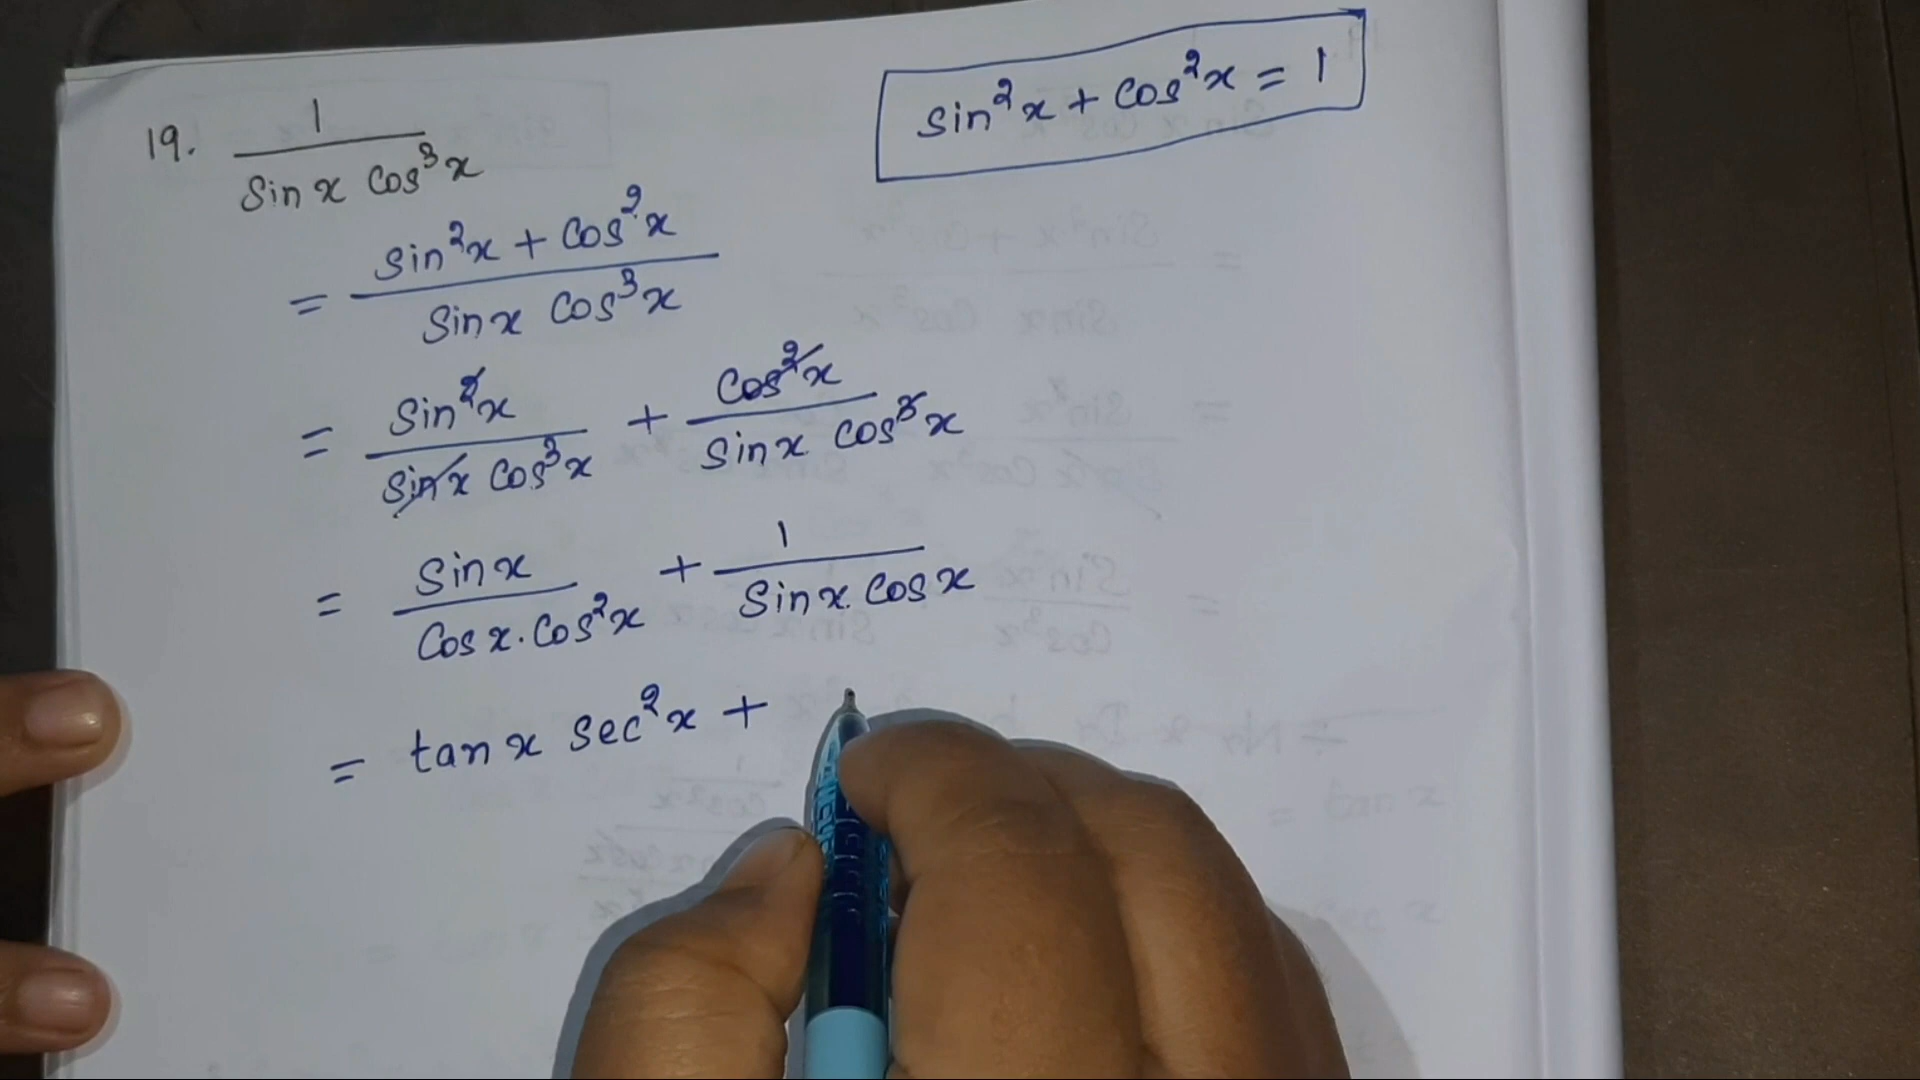 19. 1 / Sin x Cos³x
sin²x + cos²x = 1
= sin²x + Cos²x / Sin x Cos³x
= Sin²x / Sin x Cos³x + Cos²x / Sin x Cos³x
= Sin x / Cos x . Cos²x + 1 / Sin x. Cos x
= tan x sec²x +